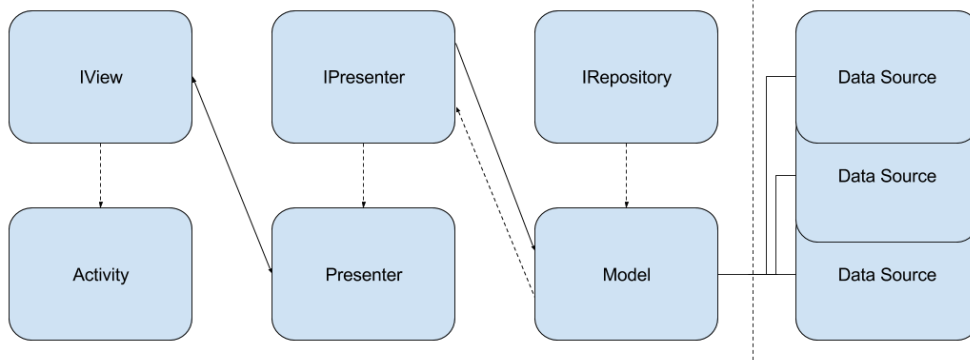 IView
IPresenter
IRepository
Data Source
Data Source
Activity
Presenter
Model
Data Source